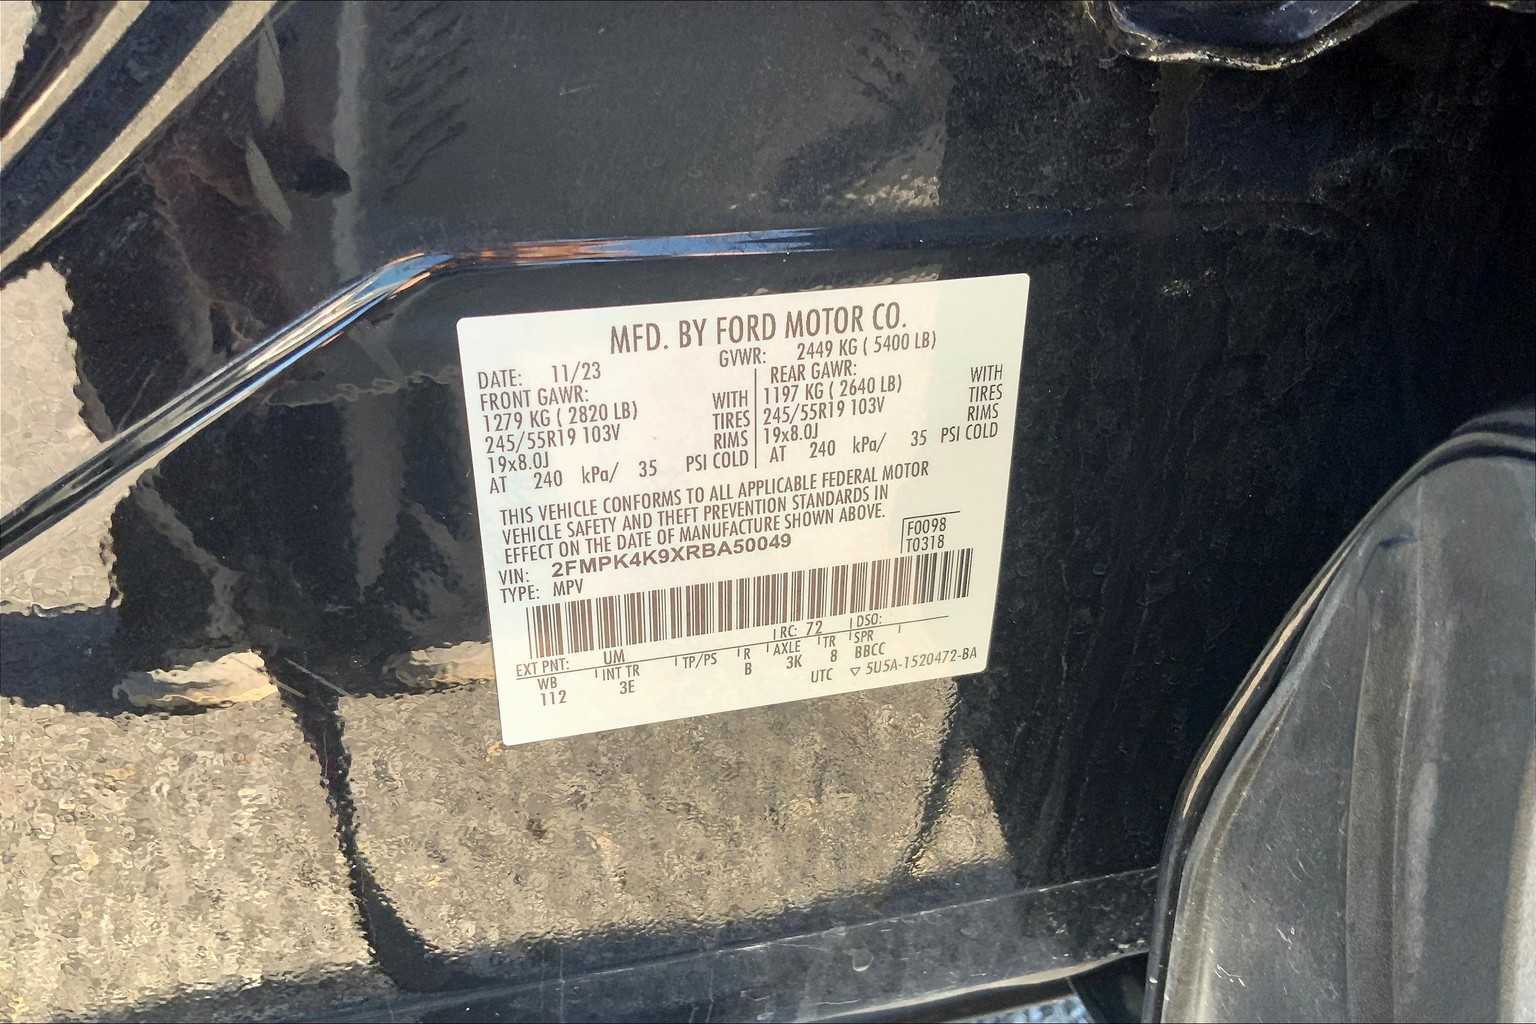 MFD. BY FORD MOTOR CO.
DATE: 11/23 GVWR: 2449 KG ( 5400 LB)
FRONT GAWR: REAR GAWR:
1279 KG ( 2820 LB) WITH 1197 KG ( 2640 LB) WITH
245/55R19 103V TIRES 245/55R19 103V TIRES
19x8.0J RIMS 19x8.0J RIMS
AT 240 kPa/ 35 PSI COLD AT 240 kPa/ 35 PSI COLD
THIS VEHICLE CONFORMS TO ALL APPLICABLE FEDERAL MOTOR
VEHICLE SAFETY AND THEFT PREVENTION STANDARDS IN
EFFECT ON THE DATE OF MANUFACTURE SHOWN ABOVE.
F0098
VIN: 2FMPK4K9XRBA50049 T0318
TYPE: MPV
EXT PNT: UM RC: 72 DSO:
WB INT TR TP/PS R AXLE TR SPR
112 3E B 3K 8 BBCC
UTC ▽ 5U5A-1520472-BA